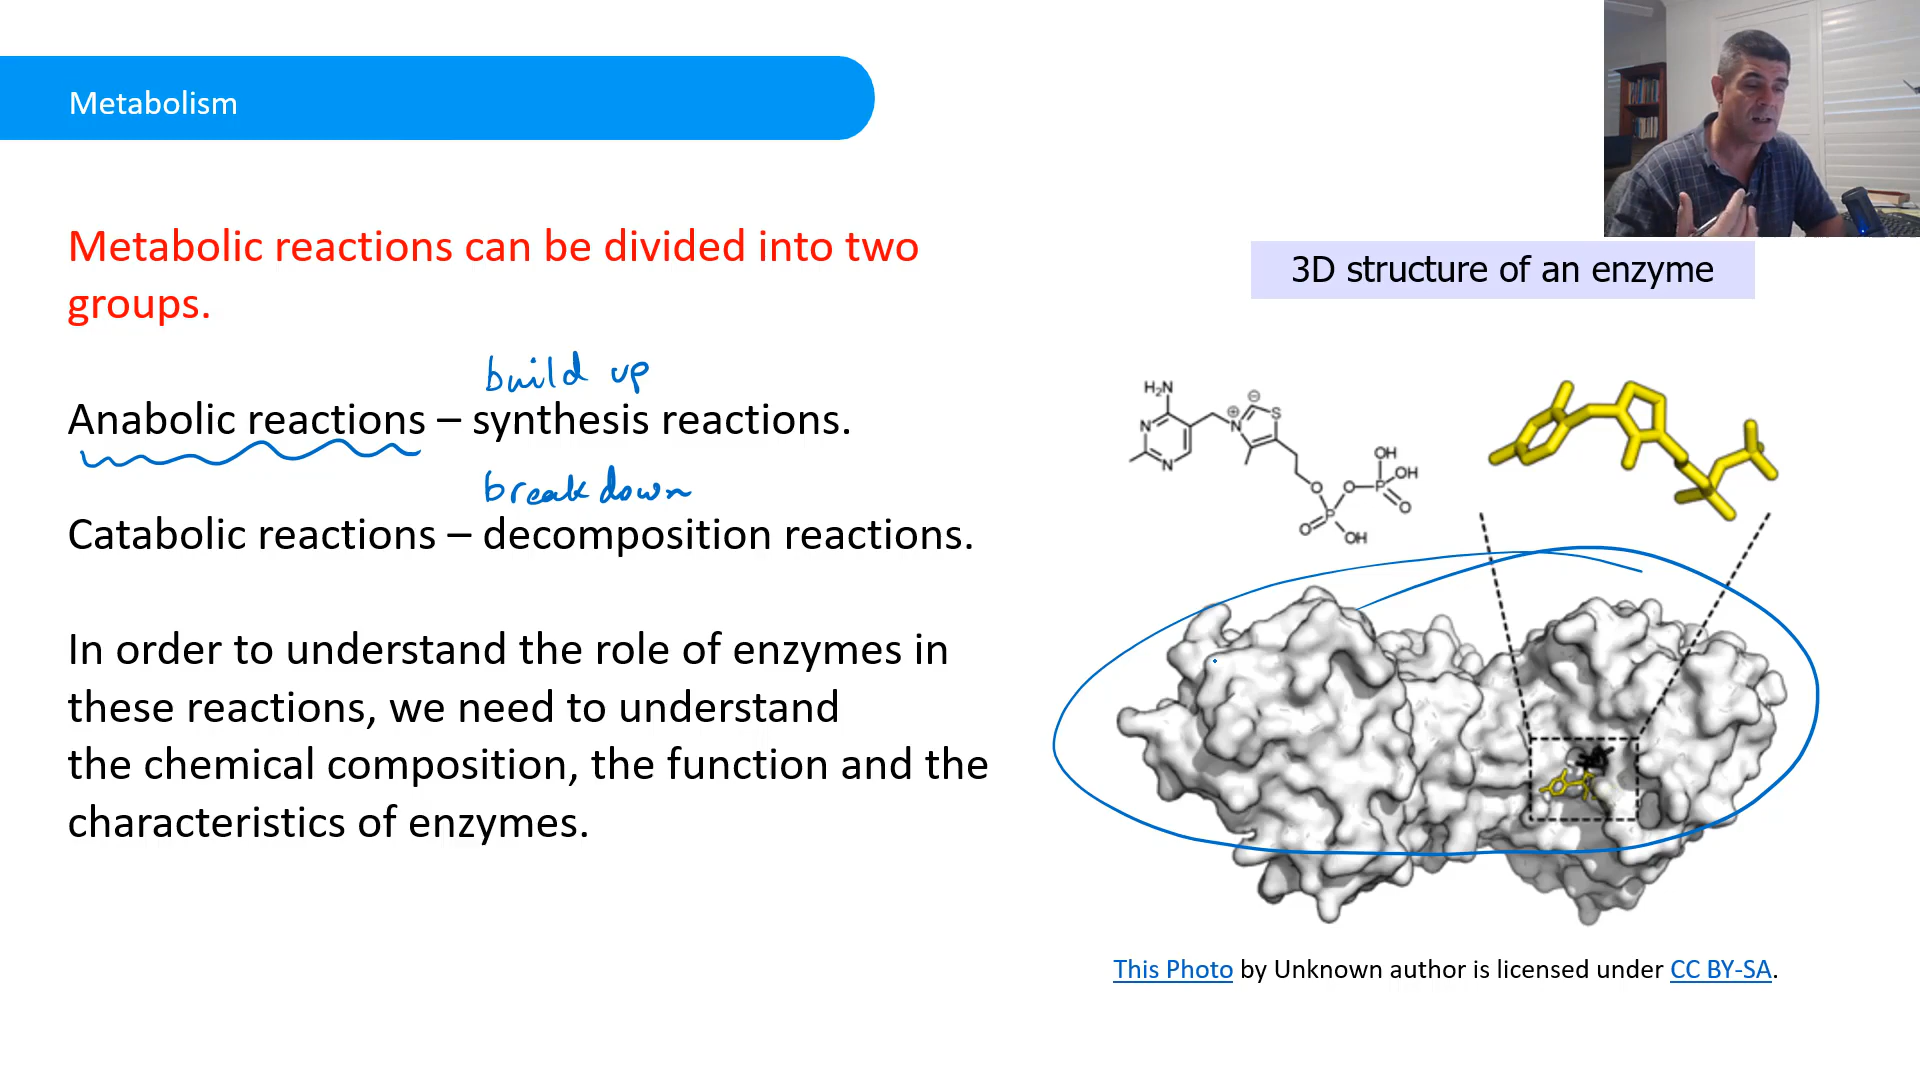 Metabolism
Metabolic reactions can be divided into two
groups.
build up
Anabolic reactions – synthesis reactions.
break down
Catabolic reactions – decomposition reactions.
In order to understand the role of enzymes in
these reactions, we need to understand
the chemical composition, the function and the
characteristics of enzymes.
3D structure of an enzyme
H₂N
N
N
N
⊕
⊖
S
O
P
O
OH
O
P
OH
OH
O
This Photo by Unknown author is licensed under CC BY-SA.